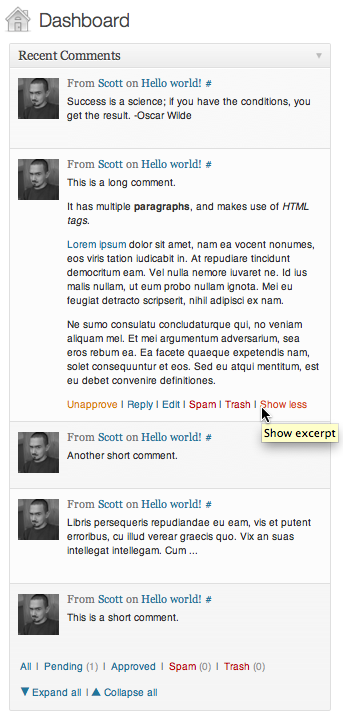 Dashboard
Recent Comments
From Scott on Hello world! #
Success is a science; if you have the conditions, you
get the result. -Oscar Wilde
From Scott on Hello world! #
This is a long comment.
It has multiple paragraphs, and makes use of HTML
tags.
Lorem ipsum dolor sit amet, nam ea vocent nonumes,
eos viris tation iudicabit in. At repudiare tincidunt
democritum eam. Vel nulla nemore iuvaret ne. Id ius
malis nullam, ut eum probo nullam ignota. Mei eu
feugiat detracto scripserit, nihil adipisci ex nam.
Ne sumo consulatu concludaturque qui, no veniam
aliquam mel. Et mei argumentum adversarium, sea
eros rebum ea. Ea facete quaeque expetendis nam,
solet consequuntur et eos. Sed eu atqui mentitum, est
eu debet convenire definitiones.
Unapprove | Reply | Edit | Spam | Trash | Show less
Show excerpt
From Scott on Hello world! #
Another short comment.
From Scott on Hello world! #
Libris persequeris repudiandae eu eam, vis et putent
erroribus, cu illud verear graecis quo. Vix an suas
intellegat intellegam. Cum ...
From Scott on Hello world! #
This is a short comment.
All | Pending (1) | Approved | Spam (0) | Trash (0)
▼ Expand all | ▲ Collapse all